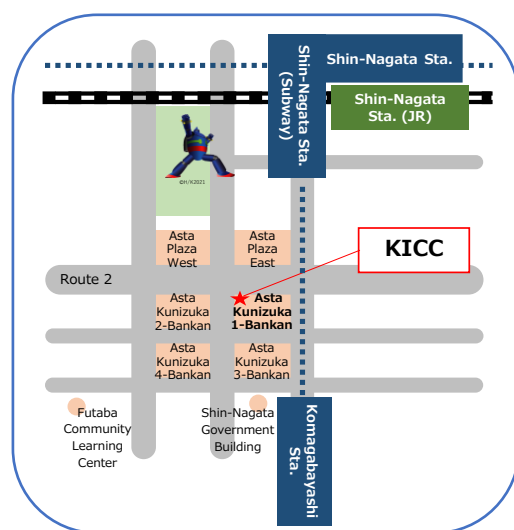 Shin-Nagata Sta.
Shin-Nagata Sta.
(Subway)
Shin-Nagata
Sta. (JR)
©H/K2021
Asta
Plaza
West
Asta
Plaza
East
KICC
Route 2
Asta
Kunizuka
2-Bankan
Asta
Kunizuka
1-Bankan
Asta
Kunizuka
4-Bankan
Asta
Kunizuka
3-Bankan
Futaba
Community
Learning
Center
Shin-Nagata
Government
Building
Komagabayashi
Sta.